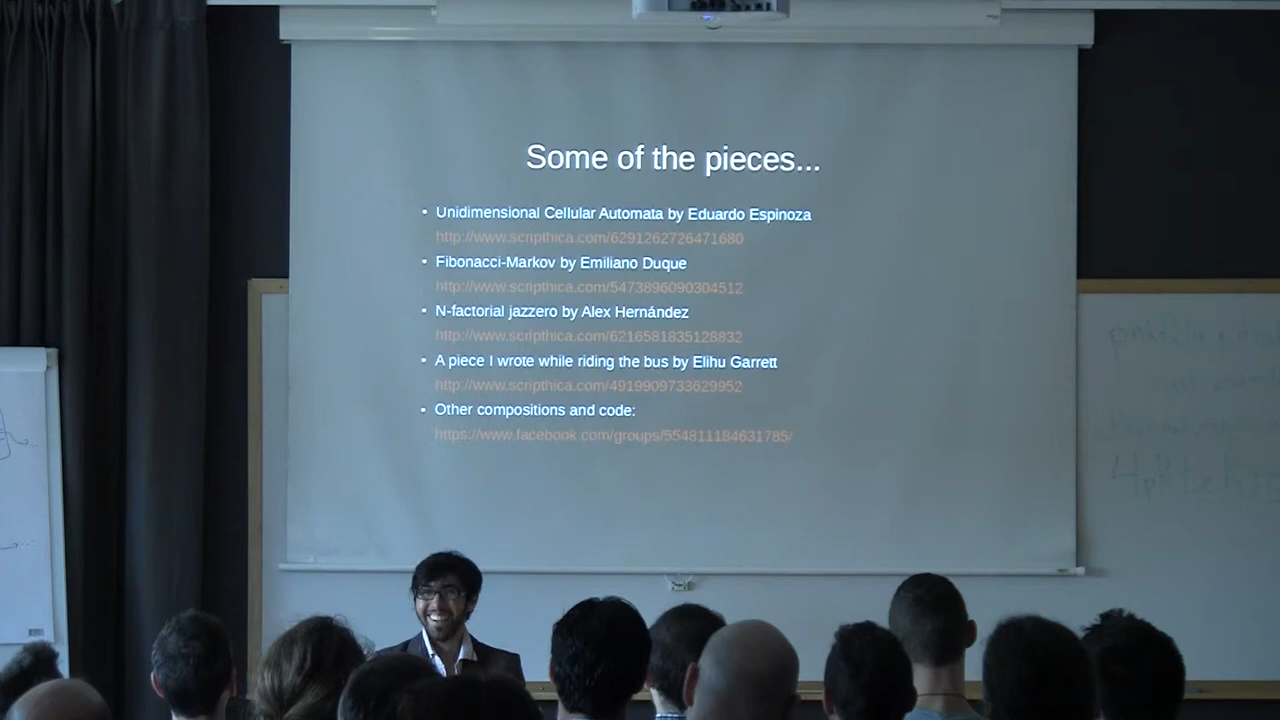 Some of the pieces...
• Unidimensional Cellular Automata by Eduardo Espinoza
http://www.scripthica.com/6291262726471680
• Fibonacci-Markov by Emiliano Duque
http://www.scripthica.com/5473896090304512
• N-factorial jazzero by Alex Hernández
http://www.scripthica.com/6216581835128832
• A piece I wrote while riding the bus by Elihu Garrett
http://www.scripthica.com/4919909733629952
• Other compositions and code:
https://www.facebook.com/groups/554811184631785/